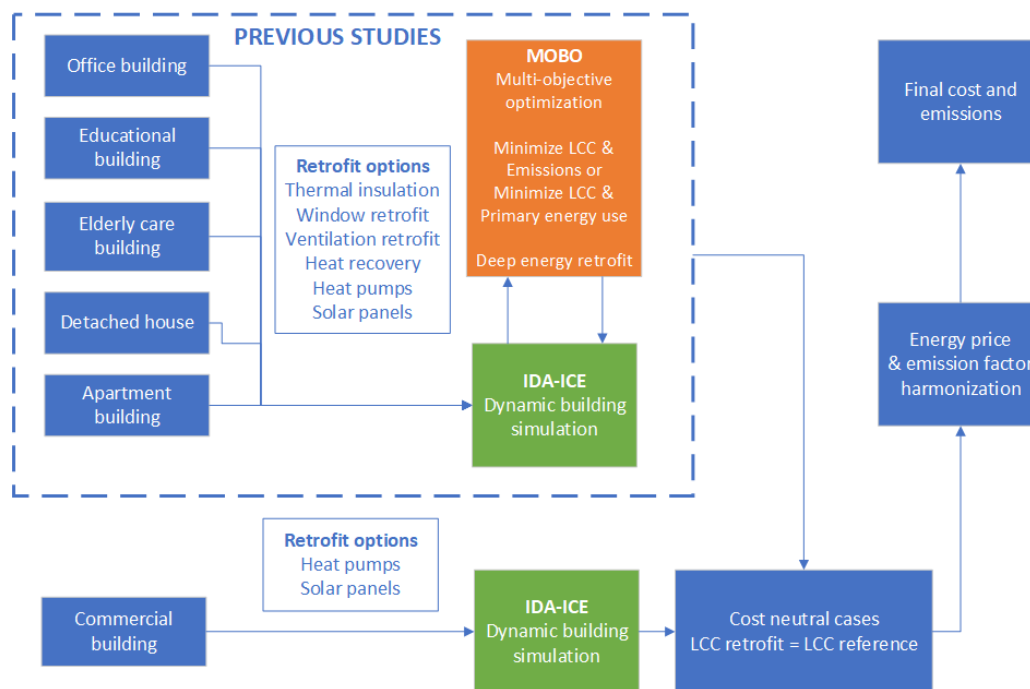 PREVIOUS STUDIES
Office building
Educational
building
Elderly care
building
Detached house
Apartment
building
Retrofit options
Thermal insulation
Window retrofit
Ventilation retrofit
Heat recovery
Heat pumps
Solar panels
MOBO
Multi-objective
optimization
Minimize LCC &
Emissions or
Minimize LCC &
Primary energy use
Deep energy retrofit
IDA-ICE
Dynamic building
simulation
Retrofit options
Heat pumps
Solar panels
Commercial
building
IDA-ICE
Dynamic building
simulation
Cost neutral cases
LCC retrofit = LCC reference
Energy price
& emission factor
harmonization
Final cost and
emissions